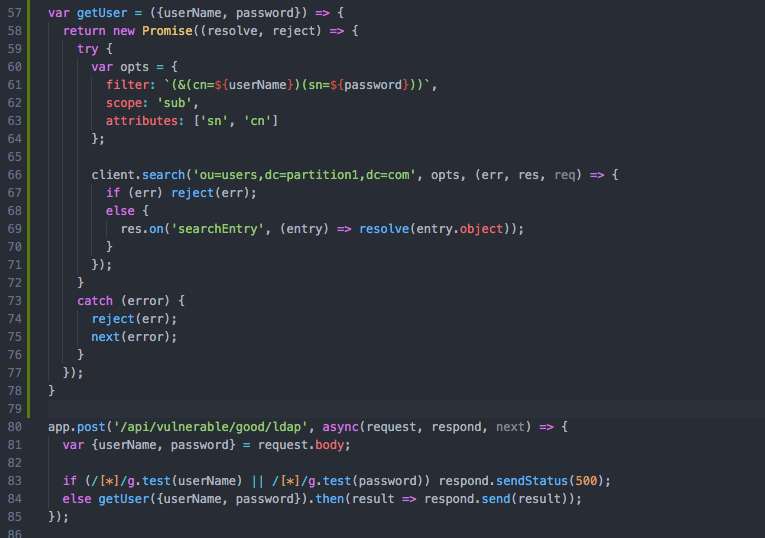 57 var getUser = ({userName, password}) => {
58 return new Promise((resolve, reject) => {
59 try {
60 var opts = {
61 filter: `(&(cn=${userName})(sn=${password}))`,
62 scope: 'sub',
63 attributes: ['sn', 'cn']
64 };
65
66 client.search('ou=users,dc=partition1,dc=com', opts, (err, res, req) => {
67 if (err) reject(err);
68 else {
69 res.on('searchEntry', (entry) => resolve(entry.object));
70 }
71 });
72 }
73 catch (error) {
74 reject(err);
75 next(error);
76 }
77 });
78 }
79
80 app.post('/api/vulnerable/good/ldap', async(request, respond, next) => {
81 var {userName, password} = request.body;
82
83 if (/[*]/g.test(userName) || /[*]/g.test(password)) respond.sendStatus(500);
84 else getUser({userName, password}).then(result => respond.send(result));
85 });
86